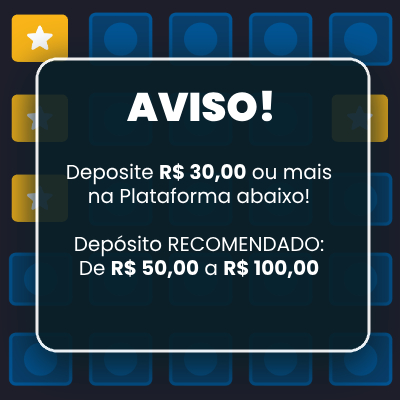 AVISO!
Deposite R$ 30,00 ou mais
na Plataforma abaixo!
Depósito RECOMENDADO:
De R$ 50,00 a R$ 100,00